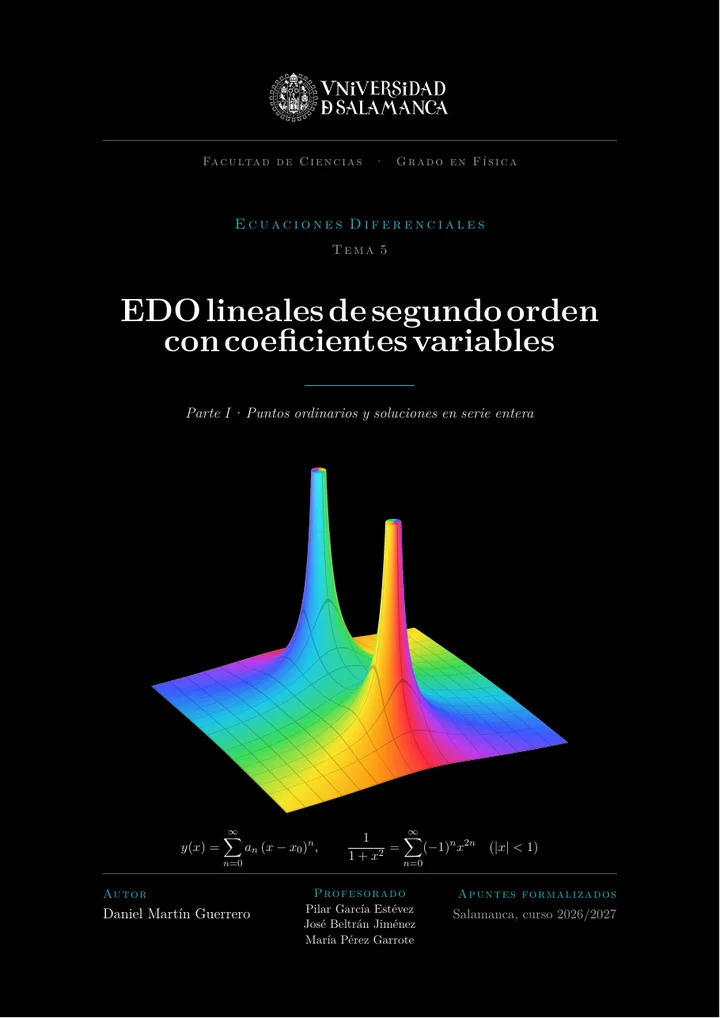 VNiVERSiDAD
D SALAMANCA
Facultad de Ciencias · Grado en Física
Ecuaciones Diferenciales
Tema 5
EDO lineales de segundo orden
con coeficientes variables
Parte I · Puntos ordinarios y soluciones en serie entera
y(x) = ∑_{n=0}^{∞} a_n (x − x_0)^n,   1/(1 + x^2) = ∑_{n=0}^{∞} (−1)^n x^{2n}   (|x| < 1)
Autor
Daniel Martín Guerrero
Profesorado
Pilar García Estévez
José Beltrán Jiménez
María Pérez Garrote
Apuntes formalizados
Salamanca, curso 2026/2027